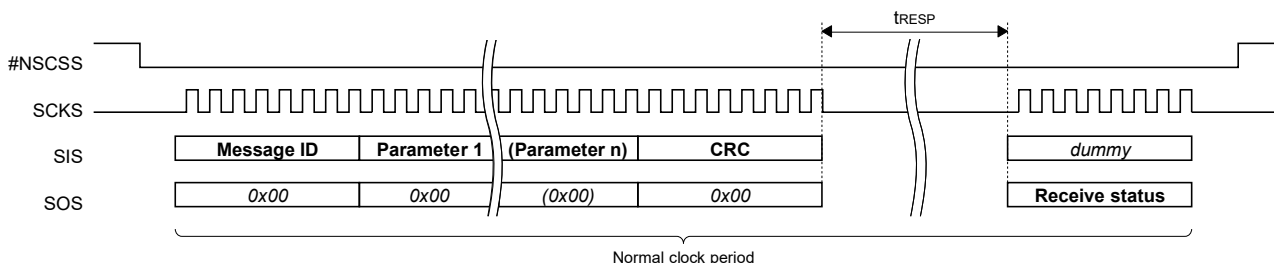 tRESP
#NSCSS
SCKS
SIS Message ID Parameter 1 (Parameter n) CRC dummy
SOS 0x00 0x00 (0x00) 0x00 Receive status
Normal clock period